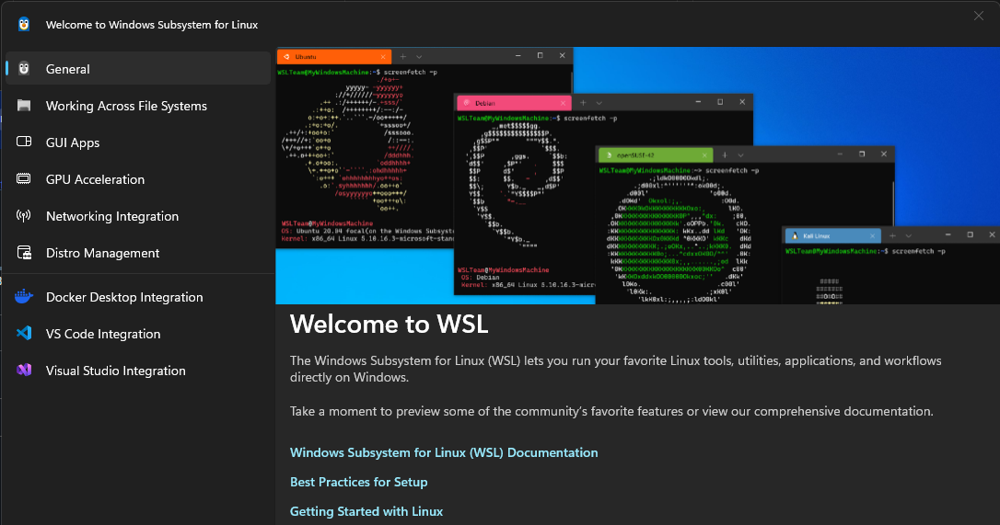 Welcome to Windows Subsystem for Linux
General
Working Across File Systems
GUI Apps
GPU Acceleration
Networking Integration
Distro Management
Docker Desktop Integration
VS Code Integration
Visual Studio Integration
Ubuntu
WSLTeam@MyWindowsMachine:~$ screenfetch -p
WSLTeam@MyWindowsMachine
OS: Ubuntu 20.04 focal(on the Windows Subsyst
Kernel: x86_64 Linux 5.10.16.3-microsoft-stan
Debian
WSLTeam@MyWindowsMachine:~$ screenfetch -p
WSLTeam@MyWindowsMachine
OS: Debian
Kernel: x86_64 Linux 5.10.16.3-micro
openSUSE-42
WSLTeam@MyWindowsMachine:~> screenfetch -p
Kali Linux
WSLTeam@MyWindowsMachine:~$ screenfetch -p
Welcome to WSL
The Windows Subsystem for Linux (WSL) lets you run your favorite Linux tools, utilities, applications, and workflows
directly on Windows.
Take a moment to preview some of the community's favorite features or view our comprehensive documentation.
Windows Subsystem for Linux (WSL) Documentation
Best Practices for Setup
Getting Started with Linux